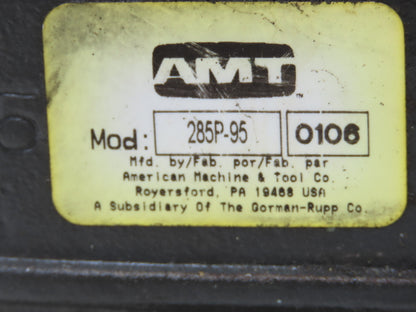 AMT
TM
Mod: 285P-95 0106
Mfd. by/Fab. por/Fab. par
American Machine & Tool Co.
Royersford, PA 19468 USA
A Subsidiary Of The Gorman-Rupp Co.